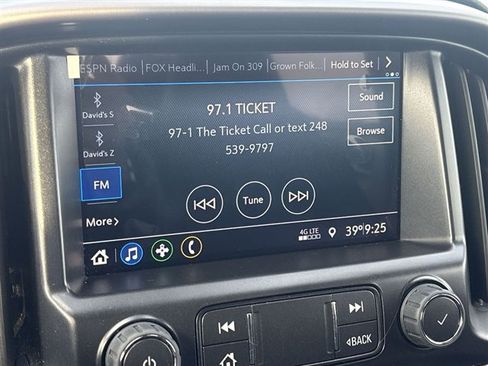 ESPN Radio FOX Headli... Jam On 309 Grown Folk... Hold to Set
David's S
David's Z
FM
More
97.1 TICKET
97-1 The Ticket Call or text 248
539-9797
Sound
Browse
Tune
4G LTE
39° 9:25
BACK